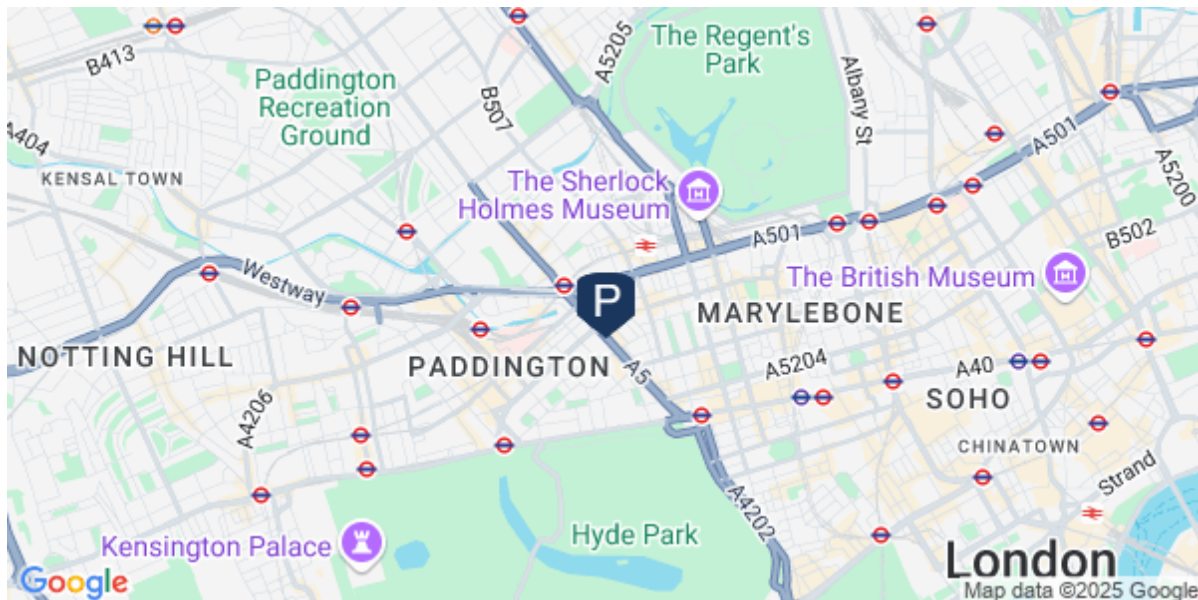 B413
A5205
The Regent's
Park
Paddington
Recreation
Ground
B507
Albany St
A501
A404
A5200
KENSAL TOWN
The Sherlock
Holmes Museum
A501
B502
Westway
P
The British Museum
MARYLEBONE
NOTTING HILL
PADDINGTON
A5
A5204
A40
SOHO
A4206
CHINATOWN
Strand
A4202
Kensington Palace
Hyde Park
London
Google
Map data ©2025 Google